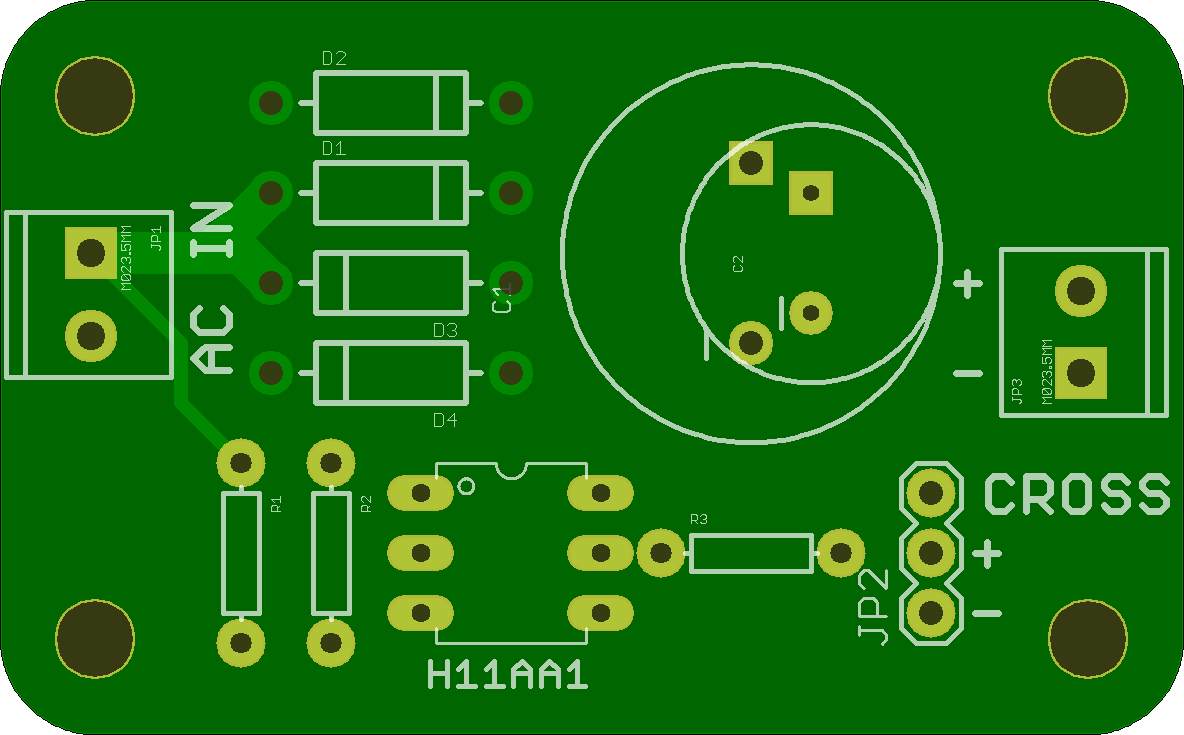 D2
D1
AC IN
JP1
M023.5MM
C1
C2
+
-
D3
JP3
M023.5MM
D4
R1
R2
R3
CROSS
+
-
JP2
H11AA1